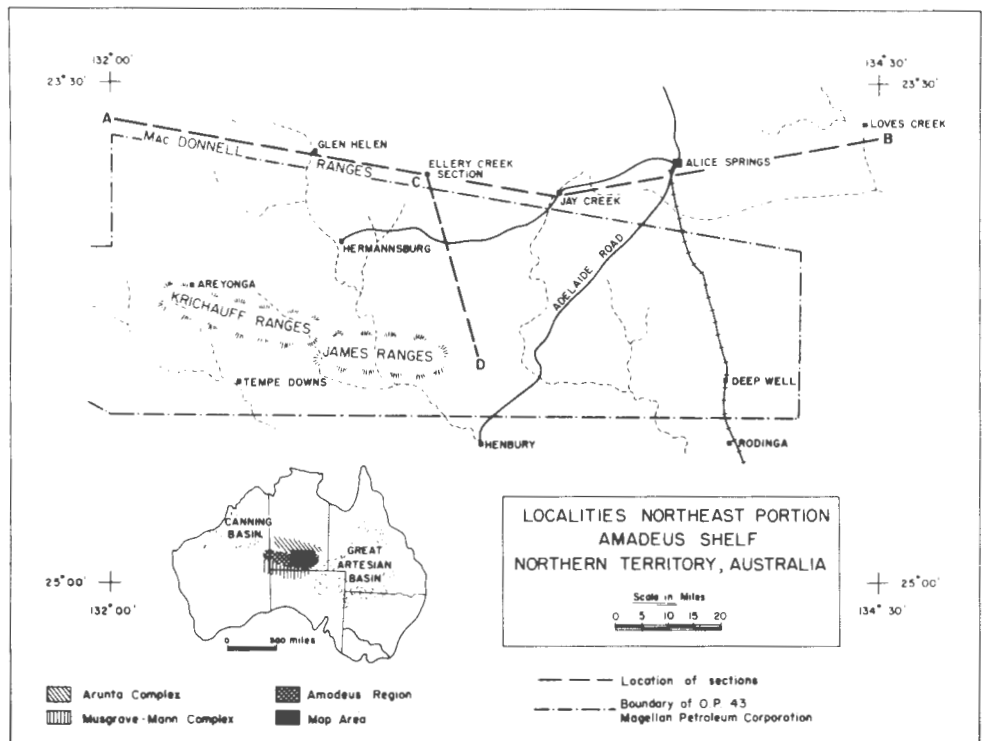 132° 00'
134° 30'
23° 30'
23° 30'
A
LOVES CREEK
MAC DONNELL
GLEN HELEN
B
RANGES
ELLERY CREEK
SECTION
ALICE SPRINGS
C
JAY CREEK
HERMANNSBURG
ADELAIDE ROAD
AREYONGA
KRICHAUFF RANGES
JAMES RANGES
D
TEMPE DOWNS
DEEP WELL
HENBURY
RODINGA
CANNING
BASIN
GREAT
ARTESIAN
BASIN
LOCALITIES NORTHEAST PORTION
AMADEUS SHELF
NORTHERN TERRITORY, AUSTRALIA
Scale in Miles
0 5 10 15 20
25° 00'
25° 00'
132° 00'
134° 30'
0 miles
Arunta Complex
Amadeus Region
Location of sections
Musgrave-Mann Complex
Map Area
Boundary of O.P. 43
Magellan Petroleum Corporation